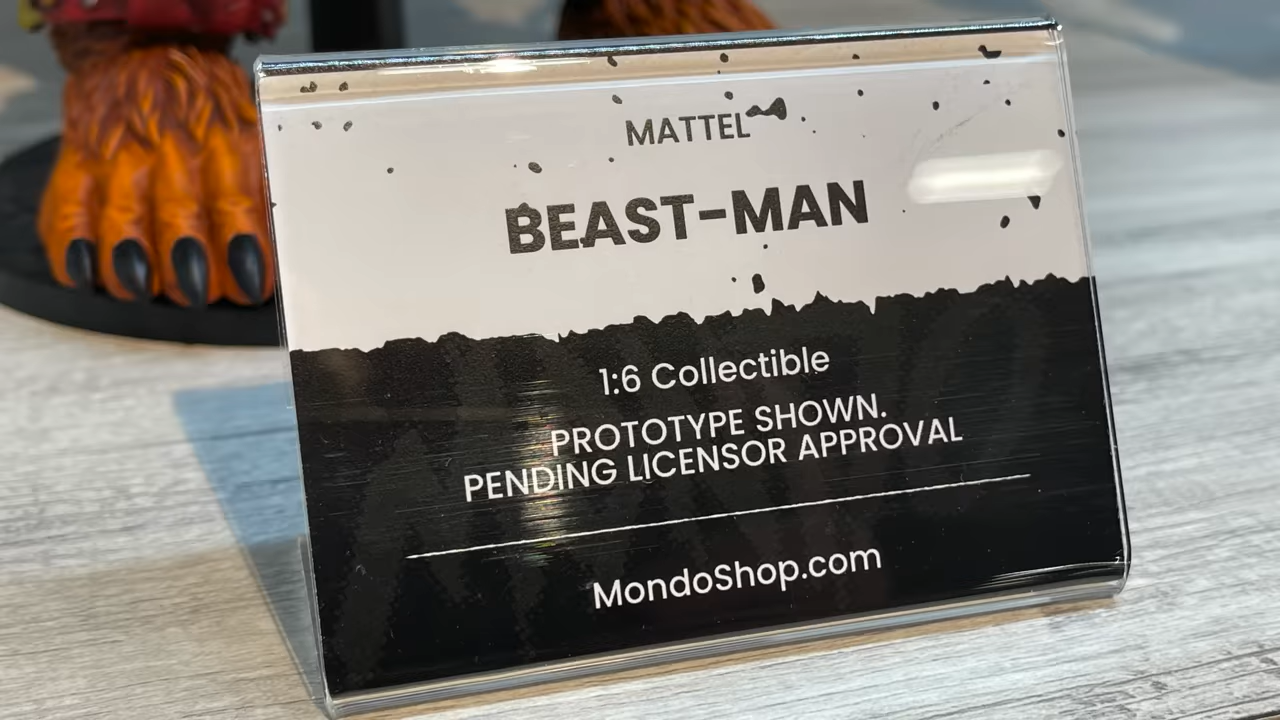 MATTEL
BEAST-MAN
1:6 Collectible
PROTOTYPE SHOWN.
PENDING LICENSOR APPROVAL
MondoShop.com